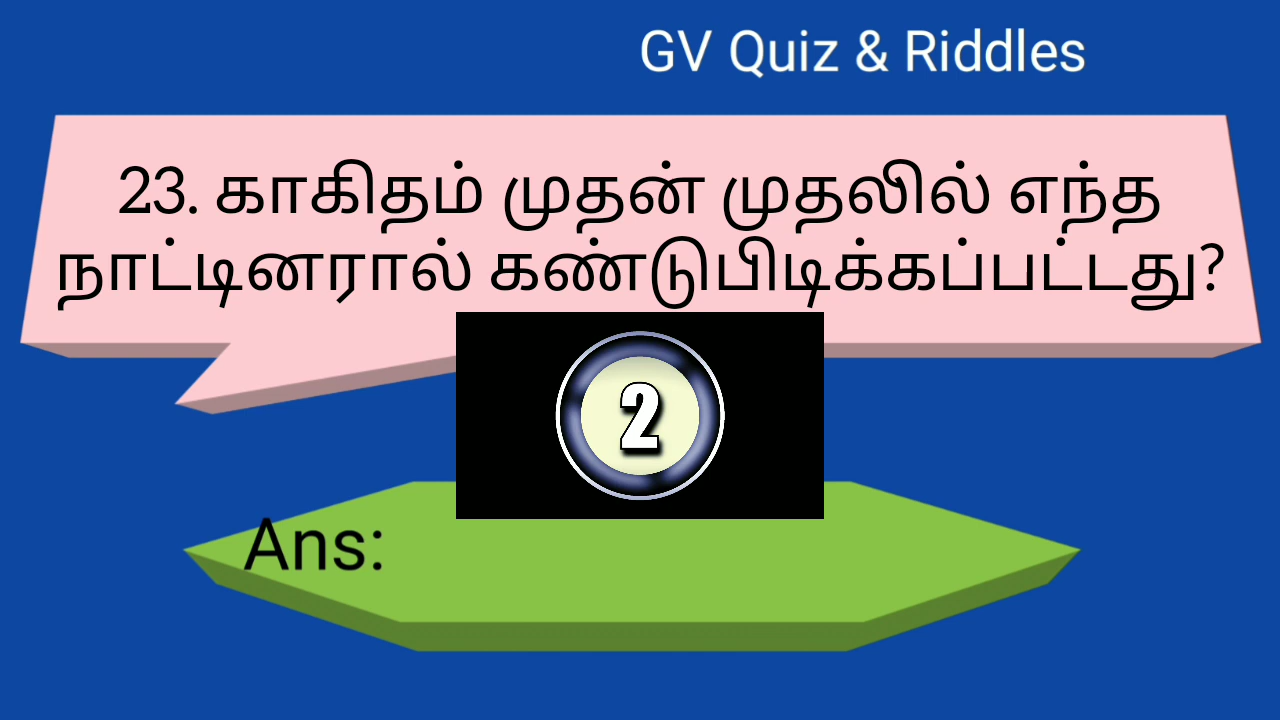 GV Quiz & Riddles
23. காகிதம் முதன் முதலில் எந்த
நாட்டினரால் கண்டுபிடிக்கப்பட்டது?
2
Ans: